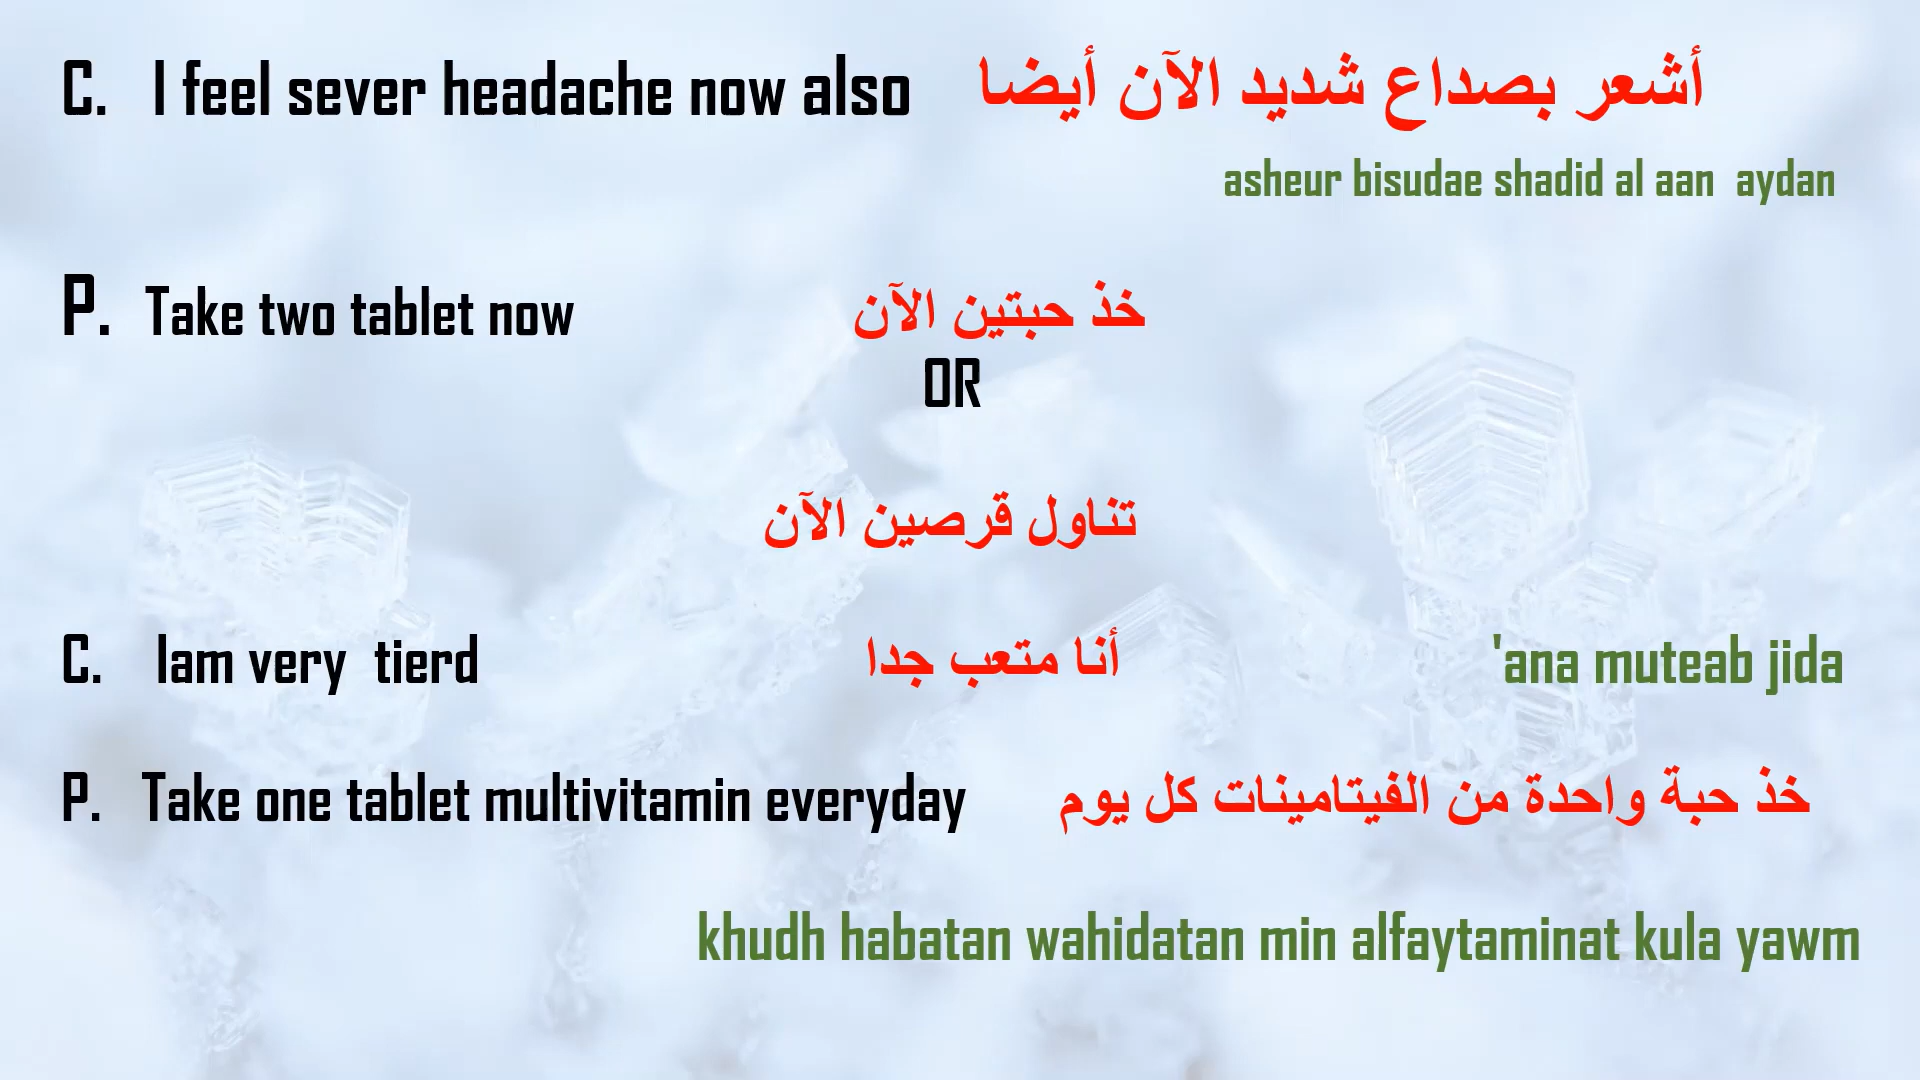 C. I feel sever headache now also أشعر بصداع شديد الآن أيضا
asheur bisudae shadid al aan aydan
P. Take two tablet now خذ حبتين الآن
OR
تناول قرصين الآن
C. Iam very tierd أنا متعب جدا 'ana muteab jida
P. Take one tablet multivitamin everyday خذ حبة واحدة من الفيتامينات كل يوم
khudh habatan wahidatan min alfaytaminat kula yawm